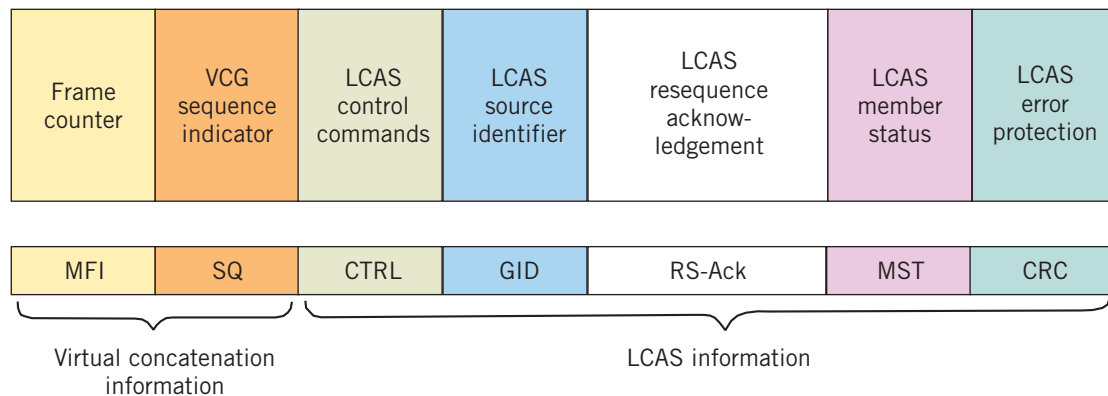 Frame
counter
VCG
sequence
indicator
LCAS
control
commands
LCAS
source
identifier
LCAS
resequence
acknow-
ledgement
LCAS
member
status
LCAS
error
protection
MFI
SQ
CTRL
GID
RS-Ack
MST
CRC
Virtual concatenation
information
LCAS information